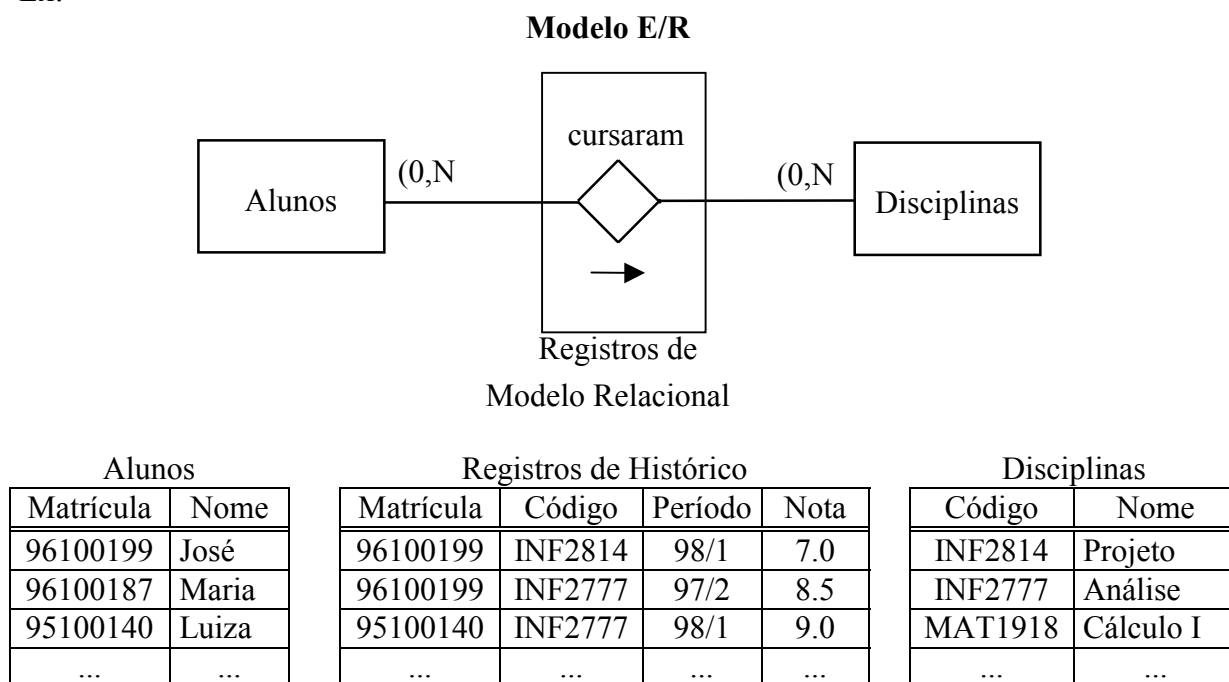 Modelo E/R
cursaram
(0,N
(0,N
Alunos
Disciplinas
Registros de
Modelo Relacional
Alunos
Matrícula Nome
96100199 José
96100187 Maria
95100140 Luiza
... ...
Registros de Histórico
Matrícula Código Período Nota
96100199 INF2814 98/1 7.0
96100199 INF2777 97/2 8.5
95100140 INF2777 98/1 9.0
... ... ... ...
Disciplinas
Código Nome
INF2814 Projeto
INF2777 Análise
MAT1918 Cálculo I
... ...